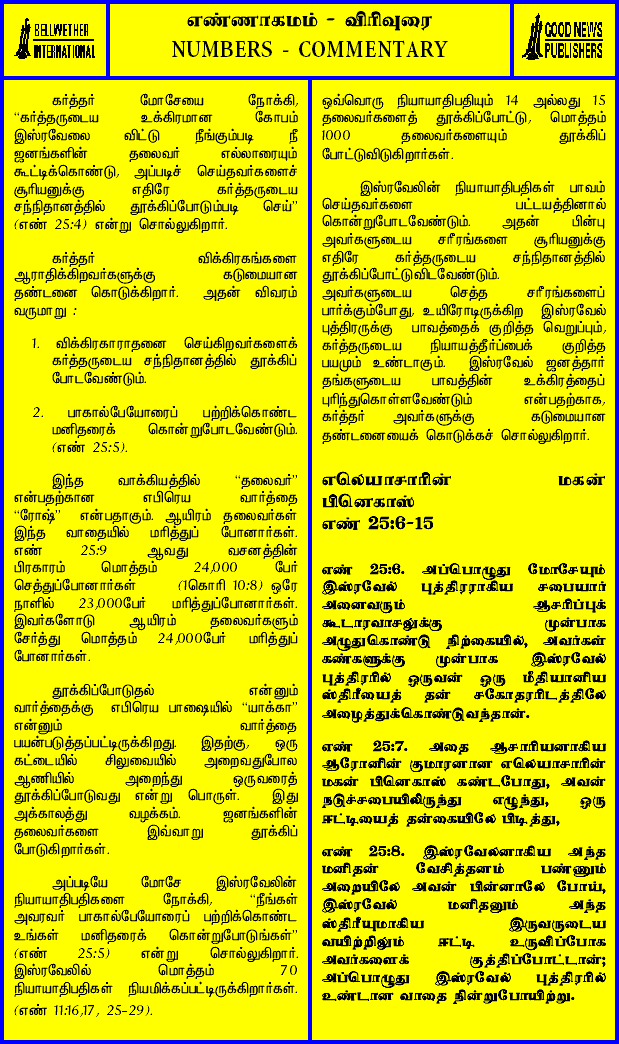 BELLWETHER
INTERNATIONAL
எண்ணாகமம் - விரிவுரை
NUMBERS - COMMENTARY
GOOD NEWS
PUBLISHERS
கர்த்தர் மோசேயை நோக்கி,
“கர்த்தருடைய உக்கிரமான கோபம்
இஸ்ரவேலை விட்டு நீங்கும்படி நீ
ஜனங்களின் தலைவர் எல்லாரையும்
கூட்டிக்கொண்டு, அப்படிச் செய்தவர்களைச்
சூரியனுக்கு எதிரே கர்த்தருடைய
சந்நிதானத்தில் தூக்கிப்போடும்படி செய்”
(எண் 25:4) என்று சொல்லுகிறார்.
கர்த்தர் விக்கிரகங்களை
ஆராதிக்கிறவர்களுக்கு கடுமையான
தண்டனை கொடுக்கிறார். அதன் விவரம்
வருமாறு :
1. விக்கிரகாராதனை செய்கிறவர்களைக்
கர்த்தருடைய சந்நிதானத்தில் தூக்கிப்
போடவேண்டும்.
2. பாகால்பேயோரைப் பற்றிக்கொண்ட
மனிதரைக் கொன்றுபோடவேண்டும்.
(எண் 25:5).
இந்த வாக்கியத்தில் “தலைவர்”
என்பதற்கான எபிரெய வார்த்தை
“ரோஷ்” என்பதாகும். ஆயிரம் தலைவர்கள்
இந்த வாதையில் மரித்துப் போனார்கள்.
எண் 25:9 ஆவது வசனத்தின்
பிரகாரம் மொத்தம் 24,000 பேர்
செத்துப்போனார்கள் (1கொரி 10:8) ஒரே
நாளில் 23,000பேர் மரித்துப்போனார்கள்.
இவர்களோடு ஆயிரம் தலைவர்களும்
சேர்த்து மொத்தம் 24,000பேர் மரித்துப்
போனார்கள்.
தூக்கிப்போடுதல் என்னும்
வார்த்தைக்கு எபிரெய பாஷையில் “யாக்கா”
என்னும் வார்த்தை
பயன்படுத்தப்பட்டிருக்கிறது. இதற்கு, ஒரு
கட்டையில் சிலுவையில் அறைவதுபோல
ஆணியில் அறைந்து ஒருவரைத்
தூக்கிப்போடுவது என்று பொருள். இது
அக்காலத்து வழக்கம். ஜனங்களின்
தலைவர்களை இவ்வாறு தூக்கிப்
போடுகிறார்கள்.
அப்படியே மோசே இஸ்ரவேலின்
நியாயாதிபதிகளை நோக்கி, “நீங்கள்
அவரவர் பாகால்பேயோரைப் பற்றிக்கொண்ட
உங்கள் மனிதரைக் கொன்றுபோடுங்கள்”
(எண் 25:5) என்று சொல்லுகிறார்.
இஸ்ரவேலில் மொத்தம் 70
நியாயாதிபதிகள் நியமிக்கப்பட்டிருக்கிறார்கள்.
(எண் 11:16,17, 25-29).
ஒவ்வொரு நியாயாதிபதியும் 14 அல்லது 15
தலைவர்களைத் தூக்கிப்போட்டு, மொத்தம்
1000 தலைவர்களையும் தூக்கிப்
போட்டுவிடுகிறார்கள்.
இஸ்ரவேலின் நியாயாதிபதிகள் பாவம்
செய்தவர்களை பட்டயத்தினால்
கொன்றுபோடவேண்டும். அதன் பின்பு
அவர்களுடைய சரீரங்களை சூரியனுக்கு
எதிரே கர்த்தருடைய சந்நிதானத்தில்
தூக்கிப்போட்டுவிடவேண்டும்.
அவர்களுடைய செத்த சரீரங்களைப்
பார்க்கும்போது, உயிரோடிருக்கிற இஸ்ரவேல்
புத்திரருக்கு பாவத்தைக் குறித்த வெறுப்பும்,
கர்த்தருடைய நியாயத்தீர்ப்பைக் குறித்த
பயமும் உண்டாகும். இஸ்ரவேல் ஜனத்தார்
தங்களுடைய பாவத்தின் உக்கிரத்தைப்
புரிந்துகொள்ளவேண்டும் என்பதற்காக,
கர்த்தர் அவர்களுக்கு கடுமையான
தண்டனையைக் கொடுக்கச் சொல்லுகிறார்.
எலெயாசாரின் மகன்
பினெகாஸ்
எண் 25:6-15
எண் 25:6. அப்பொழுது மோசேயும்
இஸ்ரவேல் புத்திரராகிய சபையார்
அனைவரும் ஆசரிப்புக்
கூடாரவாசலுக்கு முன்பாக
அழுதுகொண்டு நிற்கையில், அவர்கள்
கண்களுக்கு முன்பாக இஸ்ரவேல்
புத்திரரில் ஒருவன் ஒரு மீதியானிய
ஸ்திரீயைத் தன் சகோதரரிடத்திலே
அழைத்துக்கொண்டுவந்தான்.
எண் 25:7. அதை ஆசாரியனாகிய
ஆரோனின் குமாரனான எலெயாசாரின்
மகன் பினெகாஸ் கண்டபோது, அவன்
நடுச்சபையிலிருந்து எழுந்து, ஒரு
ஈட்டியைத் தன்கையிலே பிடித்து,
எண் 25:8. இஸ்ரவேலனாகிய அந்த
மனிதன் வேசித்தனம் பண்ணும்
அறையிலே அவன் பின்னாலே போய்,
இஸ்ரவேல் மனிதனும் அந்த
ஸ்திரீயுமாகிய இருவருடைய
வயிற்றிலும் ஈட்டி உருவிப்போக
அவர்களைக் குத்திப்போட்டான்;
அப்பொழுது இஸ்ரவேல் புத்திரரில்
உண்டான வாதை நின்றுபோயிற்று.